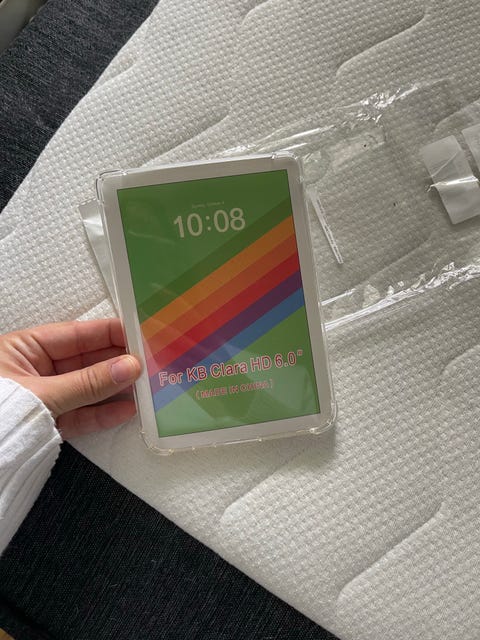 10:08
For KB Clara HD 6.0"
(MADE IN CHINA)